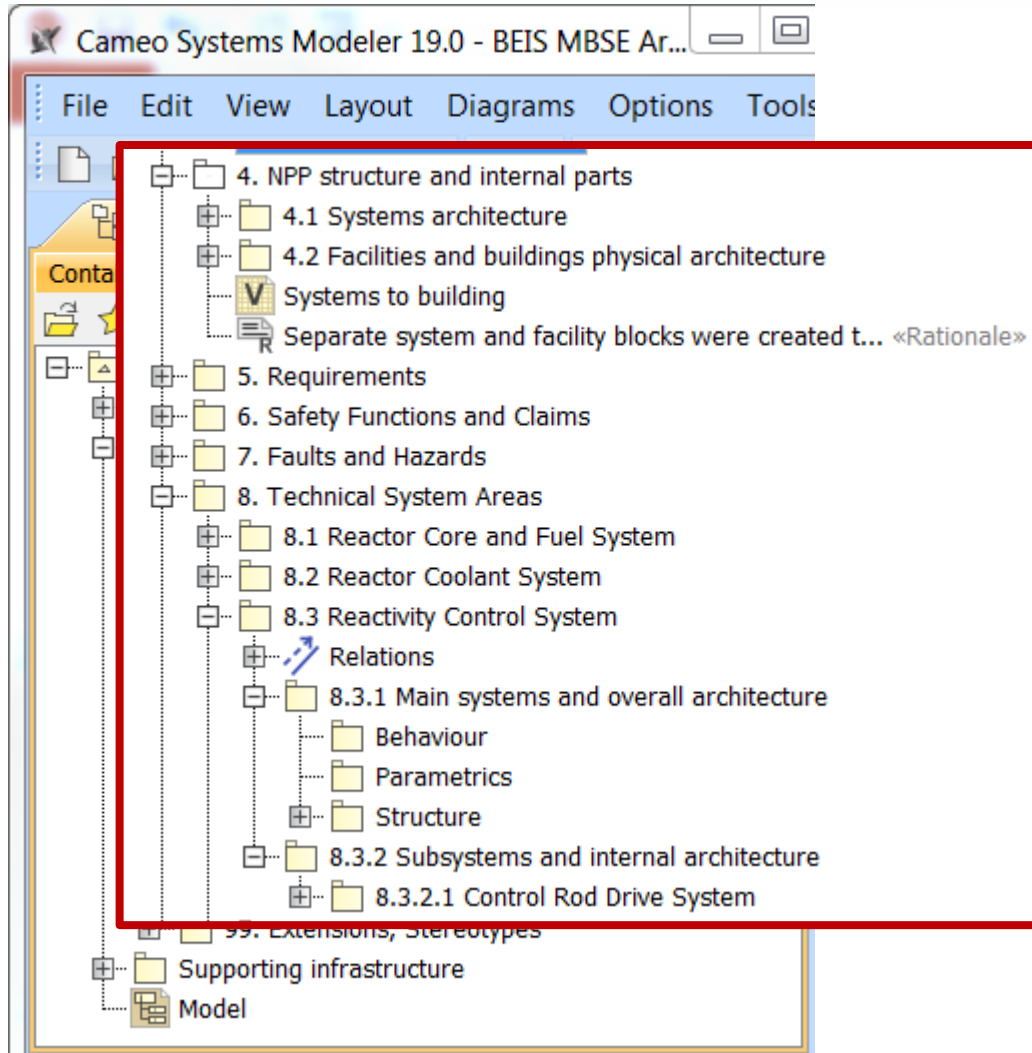 Cameo Systems Modeler 19.0 - BEIS MBSE Ar...
File Edit View Layout Diagrams Options Tools
Conta
4. NPP structure and internal parts
4.1 Systems architecture
4.2 Facilities and buildings physical architecture
V Systems to building
R Separate system and facility blocks were created t... «Rationale»
5. Requirements
6. Safety Functions and Claims
7. Faults and Hazards
8. Technical System Areas
8.1 Reactor Core and Fuel System
8.2 Reactor Coolant System
8.3 Reactivity Control System
Relations
8.3.1 Main systems and overall architecture
Behaviour
Parametrics
Structure
8.3.2 Subsystems and internal architecture
8.3.2.1 Control Rod Drive System
99. Extensions, Stereotypes
Supporting infrastructure
Model